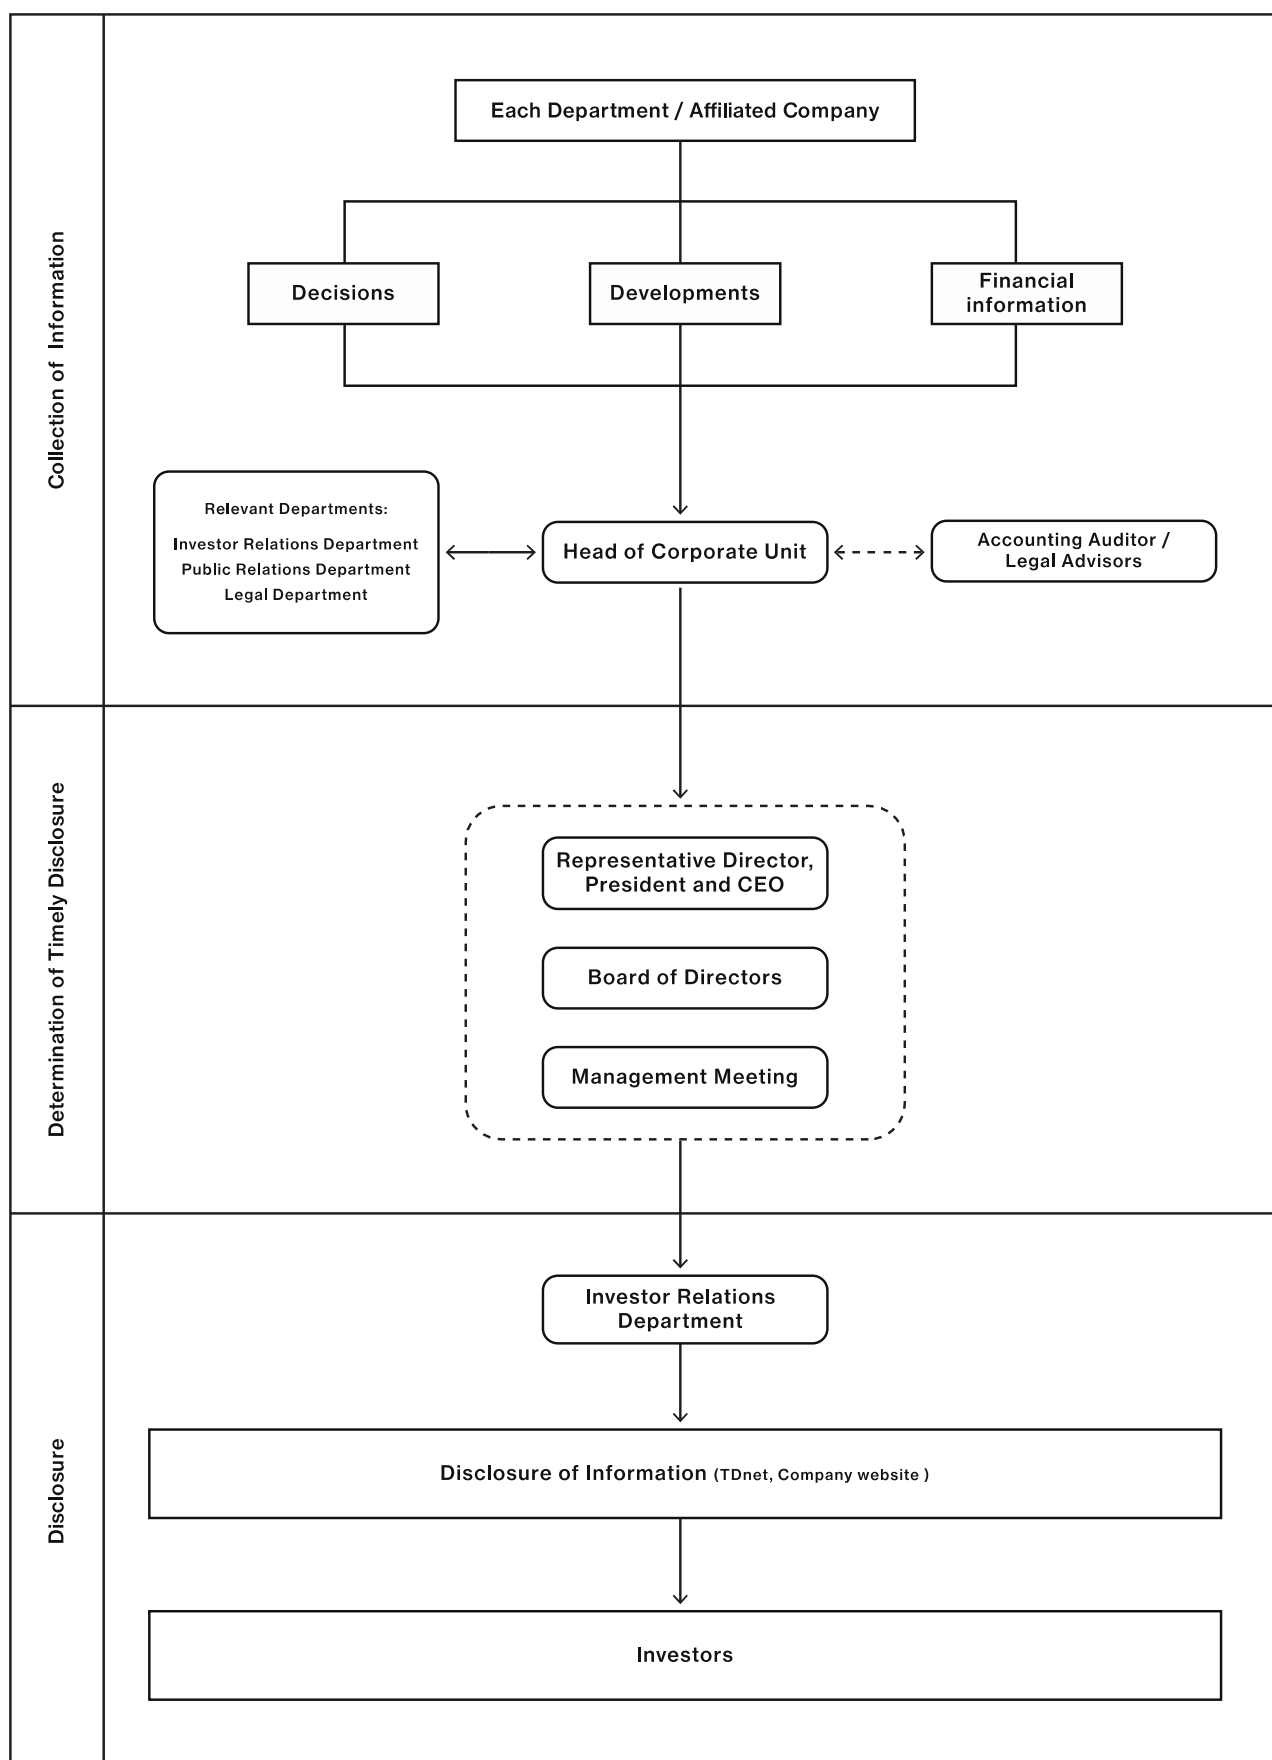 Collection of Information
Each Department / Affiliated Company
Decisions
Developments
Financial
information
Relevant Departments:
Investor Relations Department
Public Relations Department
Legal Department
Head of Corporate Unit
Accounting Auditor /
Legal Advisors
Determination of Timely Disclosure
Representative Director,
President and CEO
Board of Directors
Management Meeting
Disclosure
Investor Relations
Department
Disclosure of Information (TDnet, Company website )
Investors